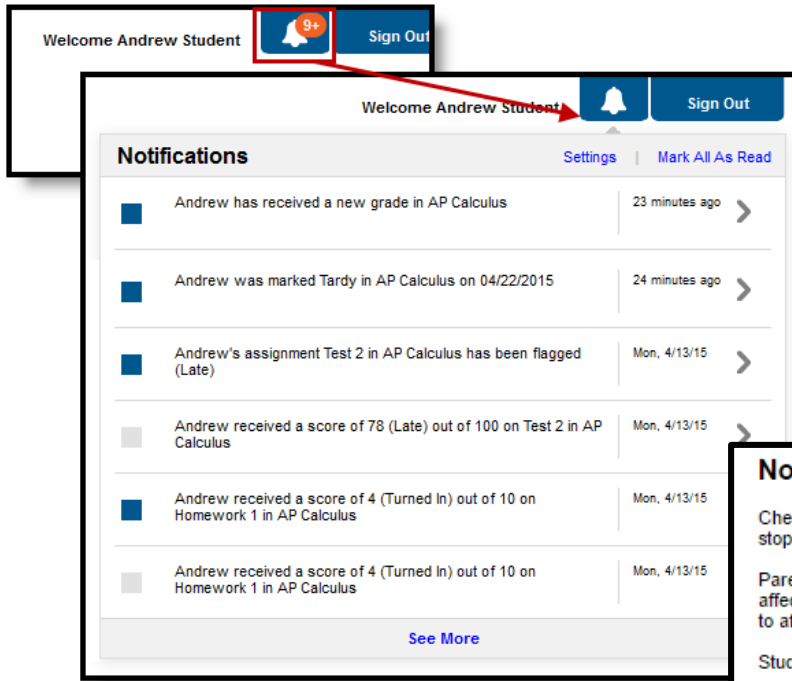 Welcome Andrew Student
9+
Sign Out
Welcome Andrew Student
Sign Out
Notifications
Settings | Mark All As Read
Andrew has received a new grade in AP Calculus
23 minutes ago
Andrew was marked Tardy in AP Calculus on 04/22/2015
24 minutes ago
Andrew's assignment Test 2 in AP Calculus has been flagged
(Late)
Mon, 4/13/15
Andrew received a score of 78 (Late) out of 100 on Test 2 in AP
Calculus
Mon, 4/13/15
Andrew received a score of 4 (Turned In) out of 10 on
Homework 1 in AP Calculus
Mon, 4/13/15
Andrew received a score of 4 (Turned In) out of 10 on
Homework 1 in AP Calculus
Mon, 4/13/15
See More
No
Che
stop
Pare
affec
to af
Stud